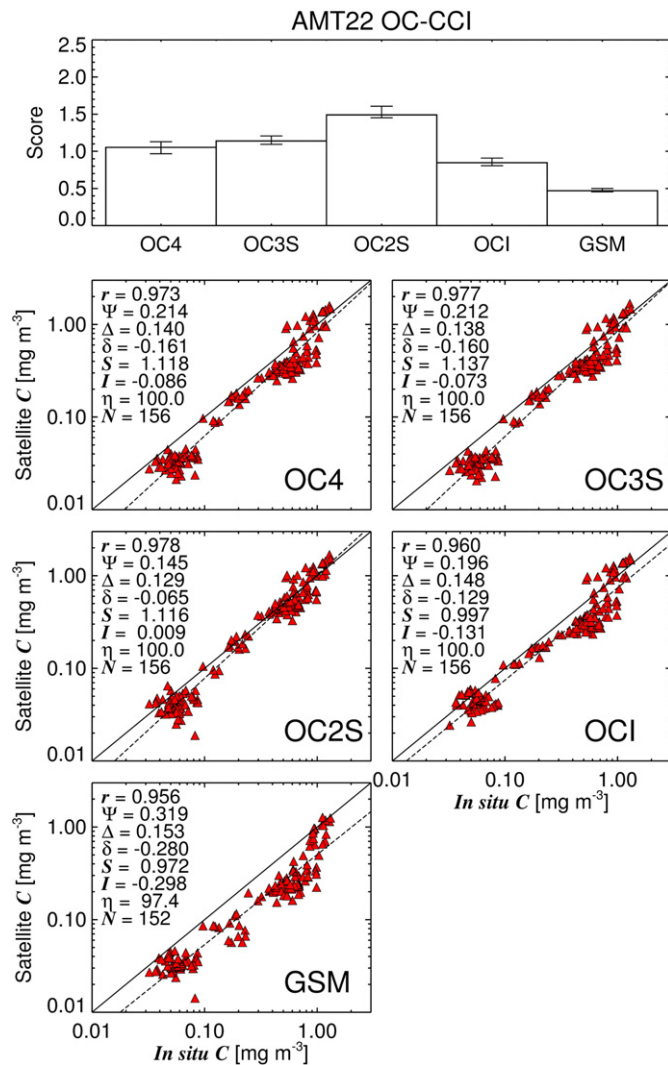 AMT22 OC-CCI
2.5
2.0
1.5
1.0
0.5
0.0
Score
OC4 OC3S OC2S OCI GSM
r = 0.973
Ψ = 0.214
Δ = 0.140
δ = -0.161
S = 1.118
I = -0.086
η = 100.0
N = 156
OC4
1.00
0.10
0.01
Satellite C [mg m⁻³]
r = 0.977
Ψ = 0.212
Δ = 0.138
δ = -0.160
S = 1.137
I = -0.073
η = 100.0
N = 156
OC3S
r = 0.978
Ψ = 0.145
Δ = 0.129
δ = -0.065
S = 1.116
I = 0.009
η = 100.0
N = 156
OC2S
1.00
0.10
0.01
Satellite C [mg m⁻³]
r = 0.960
Ψ = 0.196
Δ = 0.148
δ = -0.129
S = 0.997
I = -0.131
η = 100.0
N = 156
OCI
0.01 0.10 1.00
In situ C [mg m⁻³]
r = 0.956
Ψ = 0.319
Δ = 0.153
δ = -0.280
S = 0.972
I = -0.298
η = 97.4
N = 152
GSM
1.00
0.10
0.01
Satellite C [mg m⁻³]
0.01 0.10 1.00
In situ C [mg m⁻³]